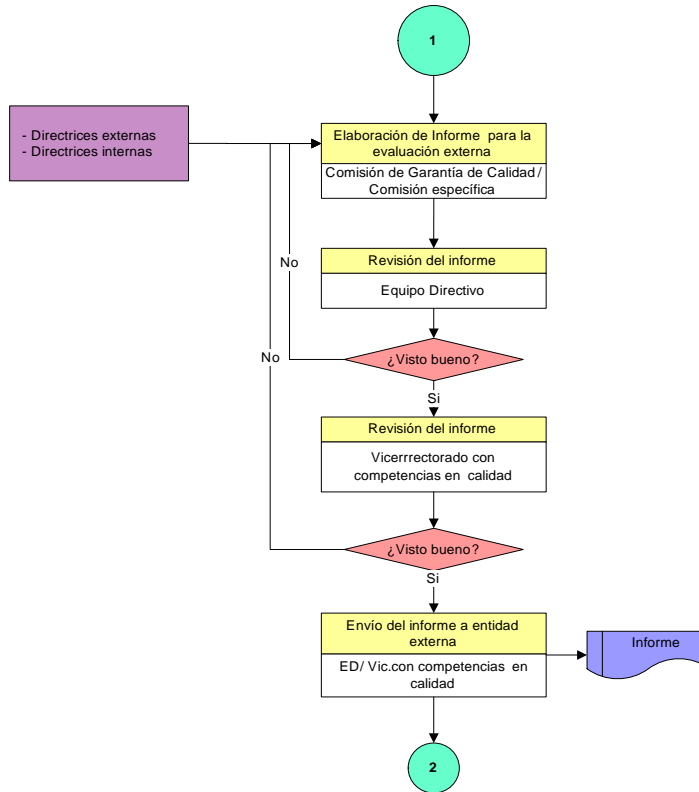 1
- Directrices externas
- Directrices internas
Elaboración de Informe para la
evaluación externa
Comisión de Garantía de Calidad /
Comisión específica
No
Revisión del informe
Equipo Directivo
No
¿Visto bueno?
Si
Revisión del informe
Vicerrrectorado con
competencias en calidad
¿Visto bueno?
Si
Envío del informe a entidad
externa
ED/ Vic.con competencias en
calidad
Informe
2